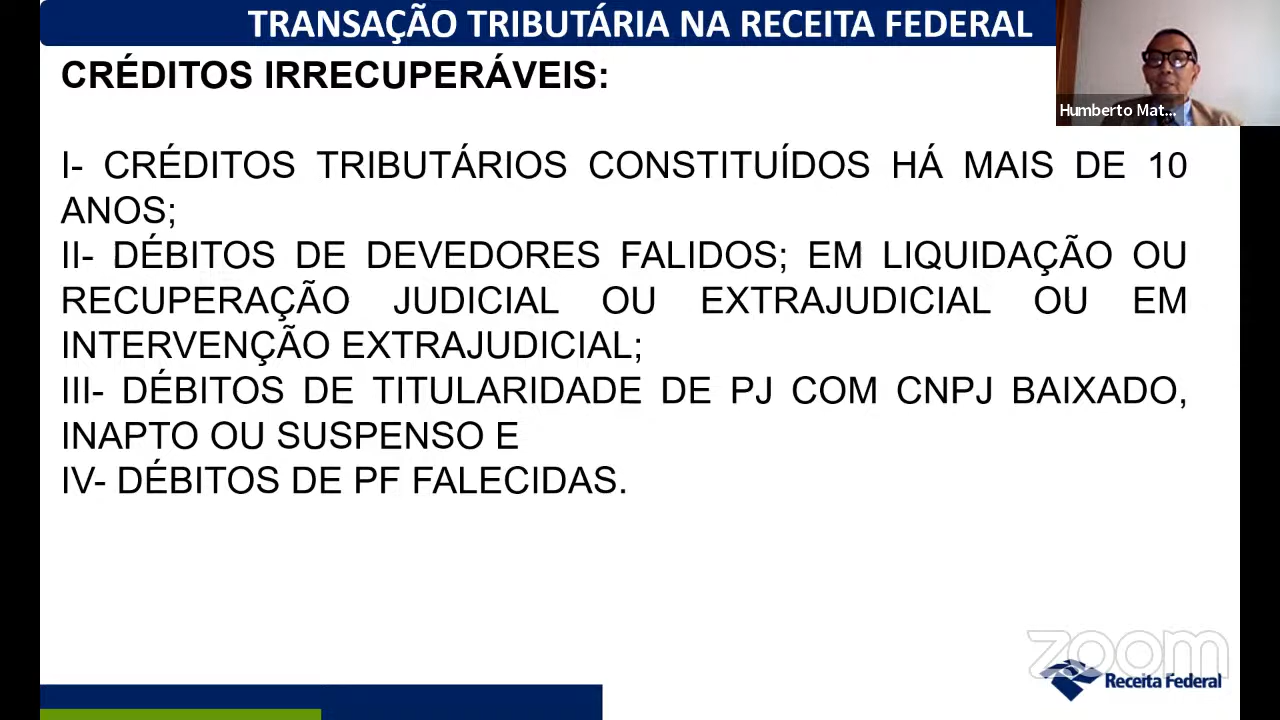 TRANSAÇÃO TRIBUTÁRIA NA RECEITA FEDERAL
CRÉDITOS IRRECUPERÁVEIS:
Humberto Mat...
I- CRÉDITOS TRIBUTÁRIOS CONSTITUÍDOS HÁ MAIS DE 10
ANOS;
II- DÉBITOS DE DEVEDORES FALIDOS; EM LIQUIDAÇÃO OU
RECUPERAÇÃO JUDICIAL OU EXTRAJUDICIAL OU EM
INTERVENÇÃO EXTRAJUDICIAL;
III- DÉBITOS DE TITULARIDADE DE PJ COM CNPJ BAIXADO,
INAPTO OU SUSPENSO E
IV- DÉBITOS DE PF FALECIDAS.
zoom
Receita Federal